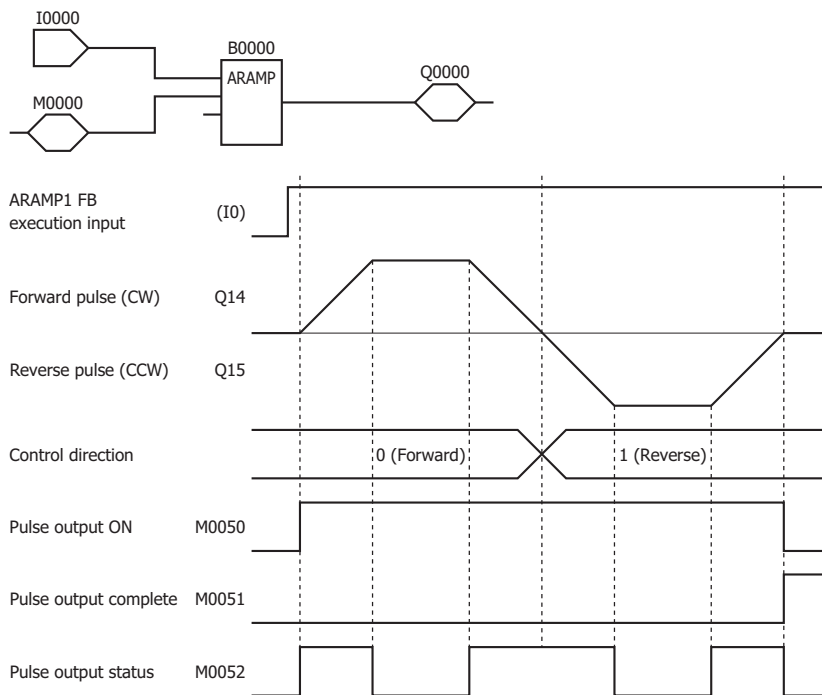 I0000
B0000
ARAMP
Q0000
M0000
ARAMP1 FB
execution input
(I0)
Forward pulse (CW) Q14
Reverse pulse (CCW) Q15
Control direction 0 (Forward) 1 (Reverse)
Pulse output ON M0050
Pulse output complete M0051
Pulse output status M0052